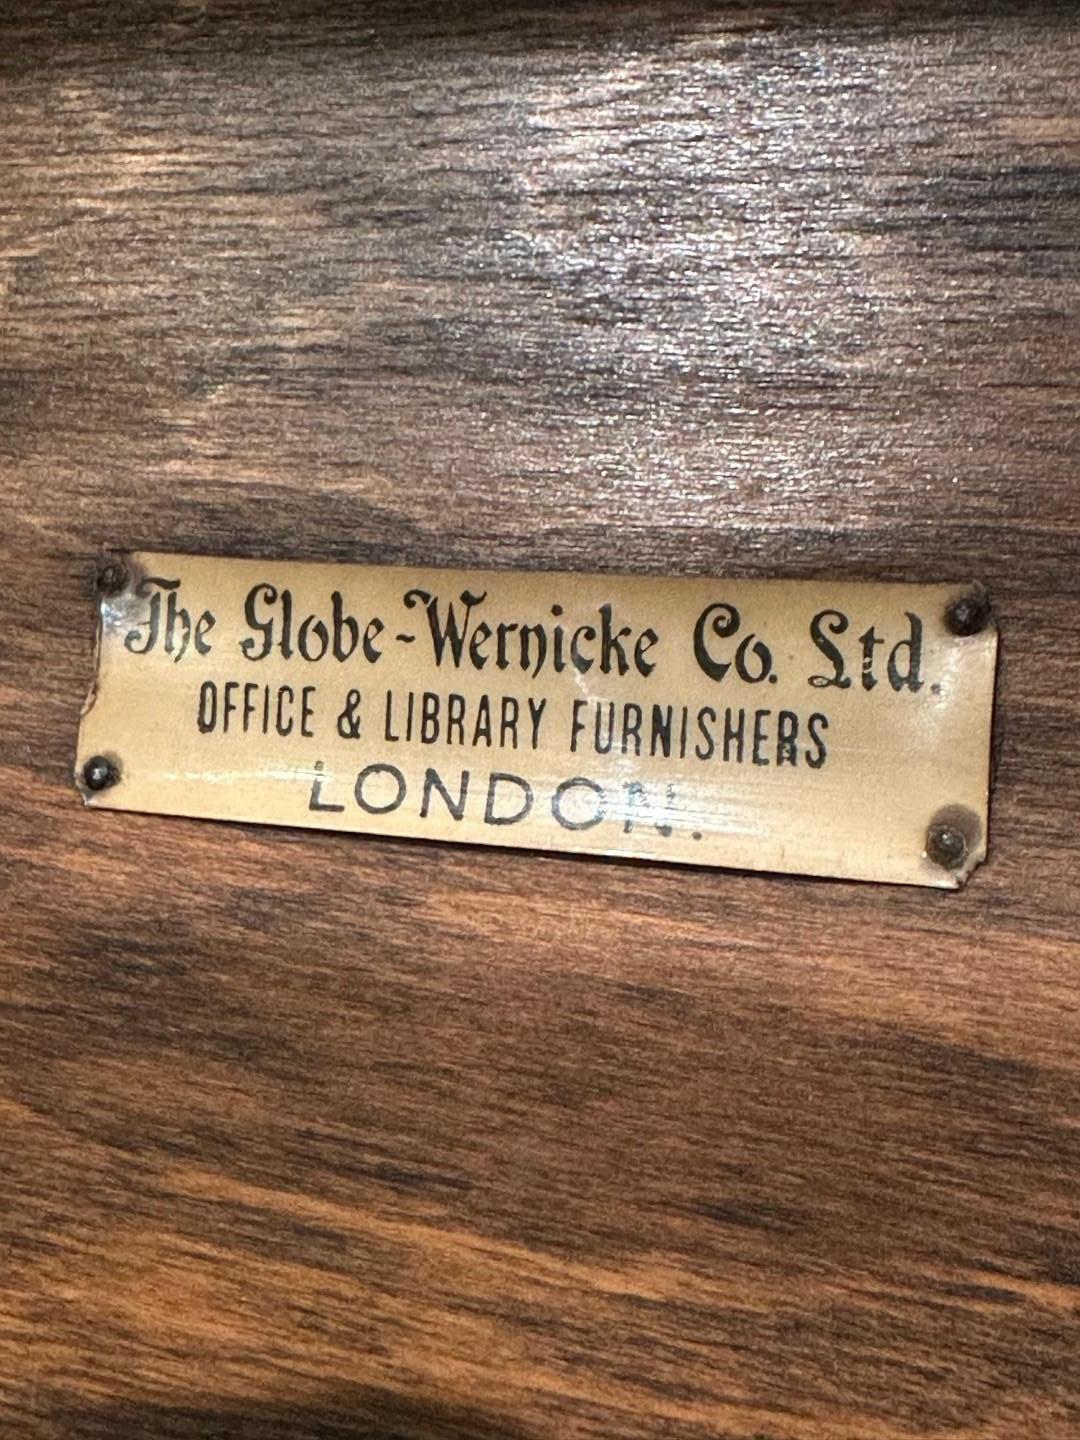 The Globe-Wernicke Co. Ltd.
OFFICE & LIBRARY FURNISHERS
LONDON.